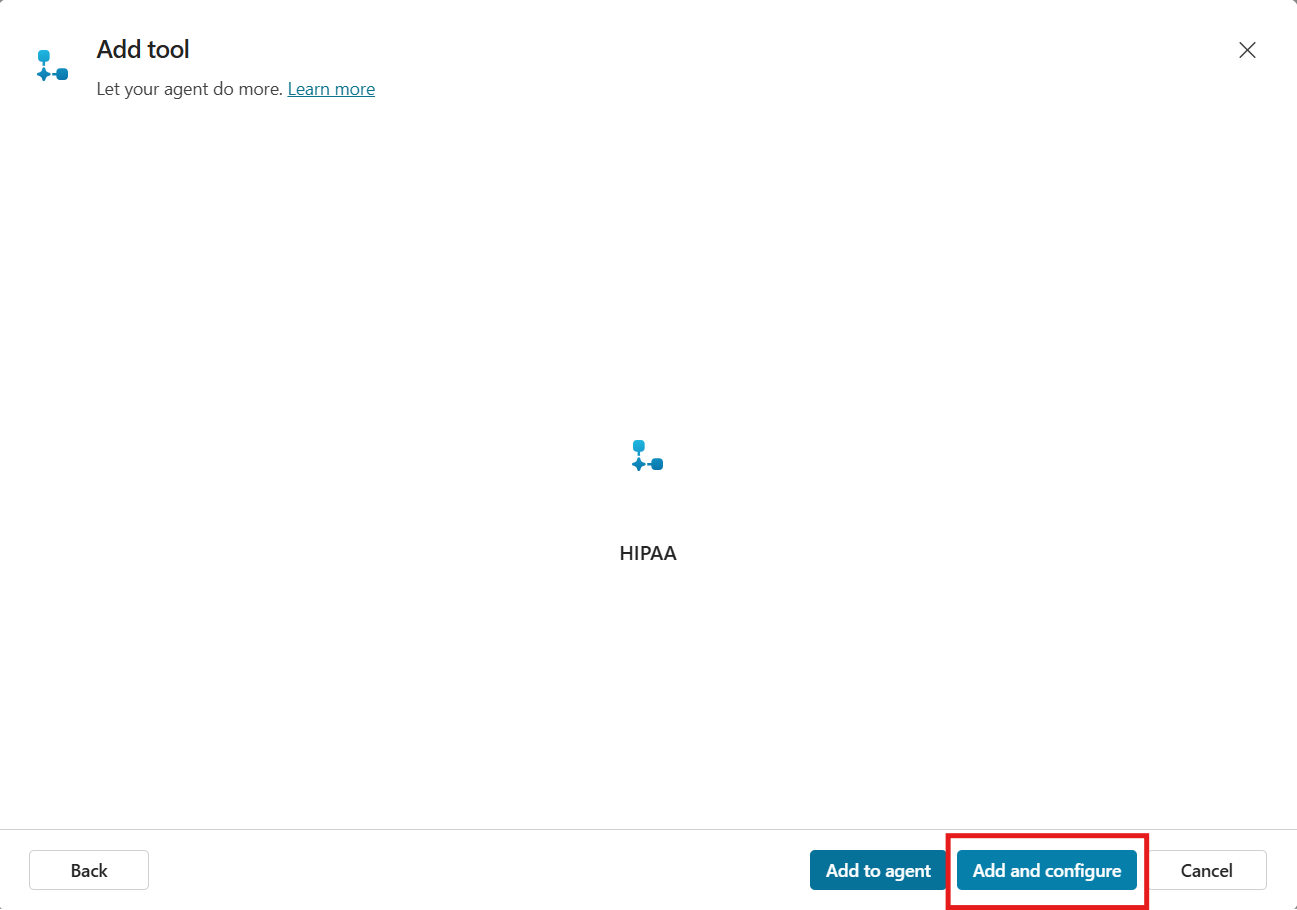 Add tool
Let your agent do more. Learn more
HIPAA
Back
Add to agent
Add and configure
Cancel